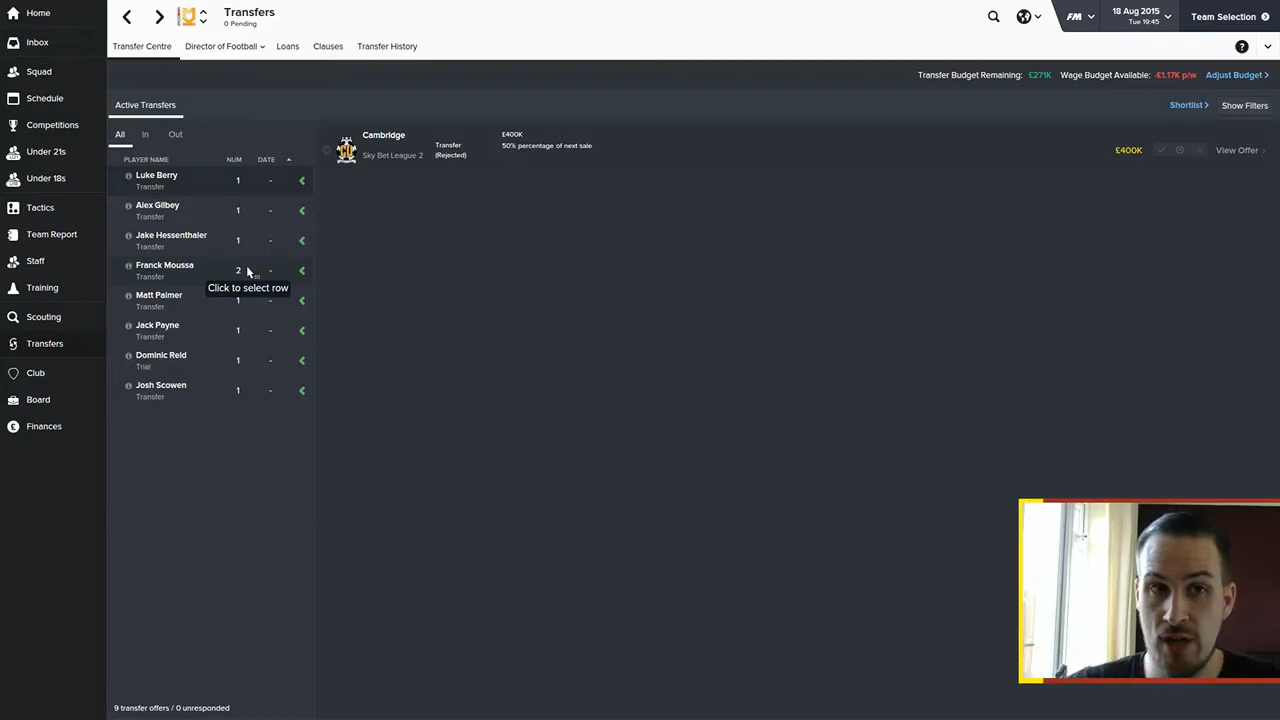 Home
Inbox
Squad
Schedule
Competitions
Under 21s
Under 18s
Tactics
Team Report
Staff
Training
Scouting
Transfers
Club
Board
Finances
Transfers
0 Pending
FM
18 Aug 2015
Tue 19:45
Team Selection
Transfer Centre
Director of Football
Loans
Clauses
Transfer History
?
Transfer Budget Remaining: £271K
Wage Budget Available: -£1.17K p/w
Adjust Budget >
Active Transfers
Shortlist >
Show Filters
All
In
Out
PLAYER NAME
NUM
DATE
Luke Berry
Transfer
1
-
Alex Gilbey
Transfer
1
-
Jake Hessenthaler
Transfer
1
-
Franck Moussa
Transfer
2
-
Click to select row
Matt Palmer
Transfer
1
-
Jack Payne
Transfer
1
-
Dominic Reid
Trial
1
-
Josh Scowen
Transfer
1
-
Cambridge
Sky Bet League 2
Transfer
(Rejected)
£400K
50% percentage of next sale
£400K
View Offer >
9 transfer offers / 0 unresponded